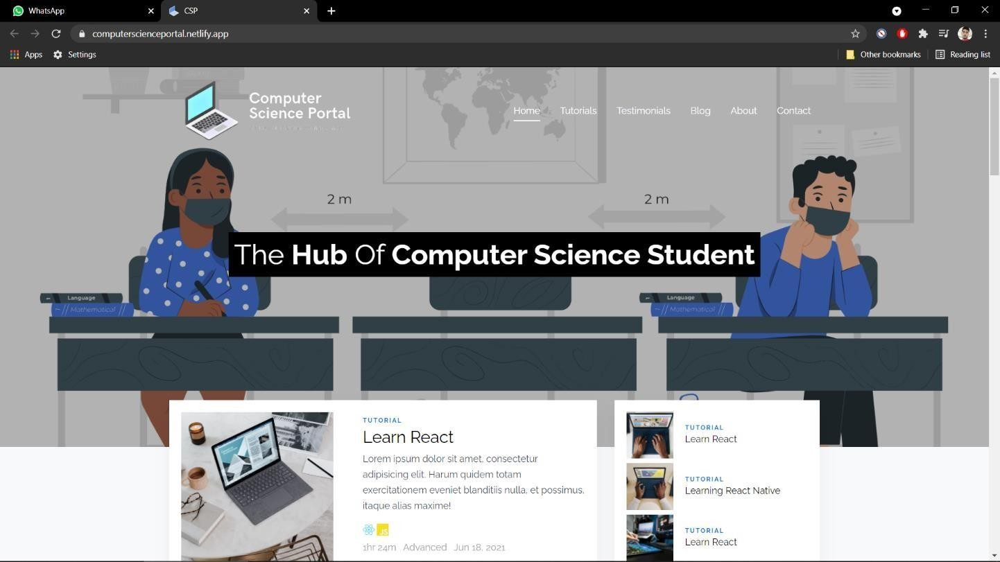 WhatsApp
CSP
computerscienceportal.netlify.app
Apps
Settings
Other bookmarks
Reading list
Computer
Science Portal
Home
Tutorials
Testimonials
Blog
About
Contact
2 m
2 m
The Hub Of Computer Science Student
Language
Mathematical
Language
Mathematical
TUTORIAL
Learn React
Lorem ipsum dolor sit amet, consectetur
adipisicing elit. Harum quidem totam
exercitationem eveniet blanditiis nulla, et possimus,
itaque alias maxime!
JS
1hr 24m Advanced Jun 18, 2021
TUTORIAL
Learn React
TUTORIAL
Learning React Native
TUTORIAL
Learn React